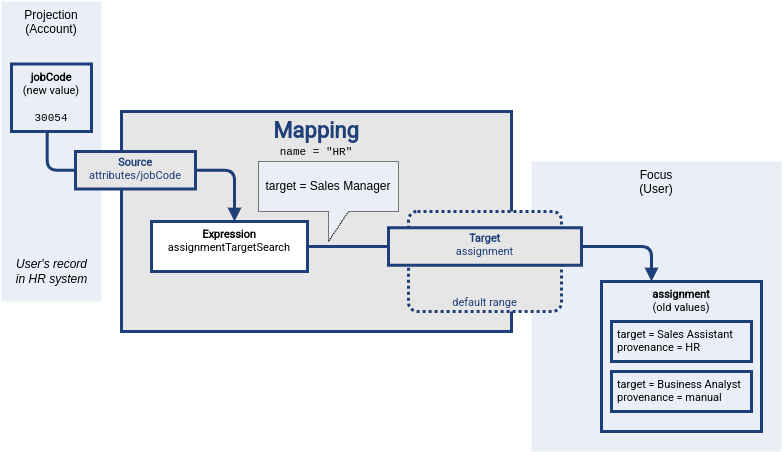 Projection
(Account)
jobCode
(new value)
30054
User's record
in HR system
Mapping
name = "HR"
Source
attributes/jobCode
target = Sales Manager
Expression
assignmentTargetSearch
Target
assignment
default range
Focus
(User)
assignment
(old values)
target = Sales Assistant
provenance = HR
target = Business Analyst
provenance = manual